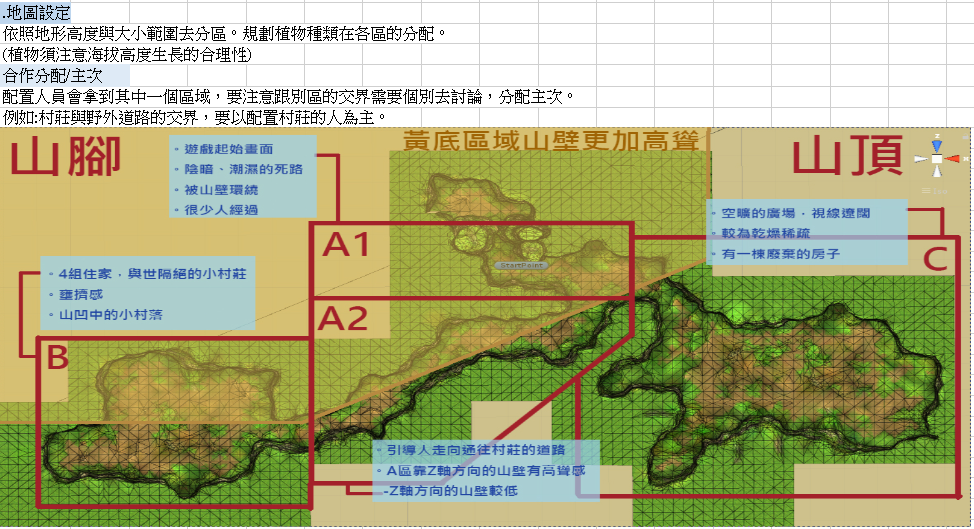 .地圖設定
依照地形高度與大小範圍去分區。規劃植物種類在各區的分配。
(植物須注意海拔高度生長的合理性)
合作分配/主次
配置人員會拿到其中一個區域，要注意跟別區的交界需要個別去討論，分配主次。
例如:村莊與野外道路的交界，要以配置村莊的人為主。
山腳
。遊戲起始畫面
。陰暗、潮濕的死路
。被山壁環繞
。很少人經過
黃底區域山壁更加高聳
山頂
。空曠的廣場，視線遼闊
。較為乾燥稀疏
。有一棟廢棄的房子
A1
StartPoint
C
。4組住家，與世隔絕的小村莊
。壅擠感
。山凹中的小村落
A2
B
。引導人走向通往村莊的道路
。A區靠Z軸方向的山壁有高聳感
-Z軸方向的山壁較低